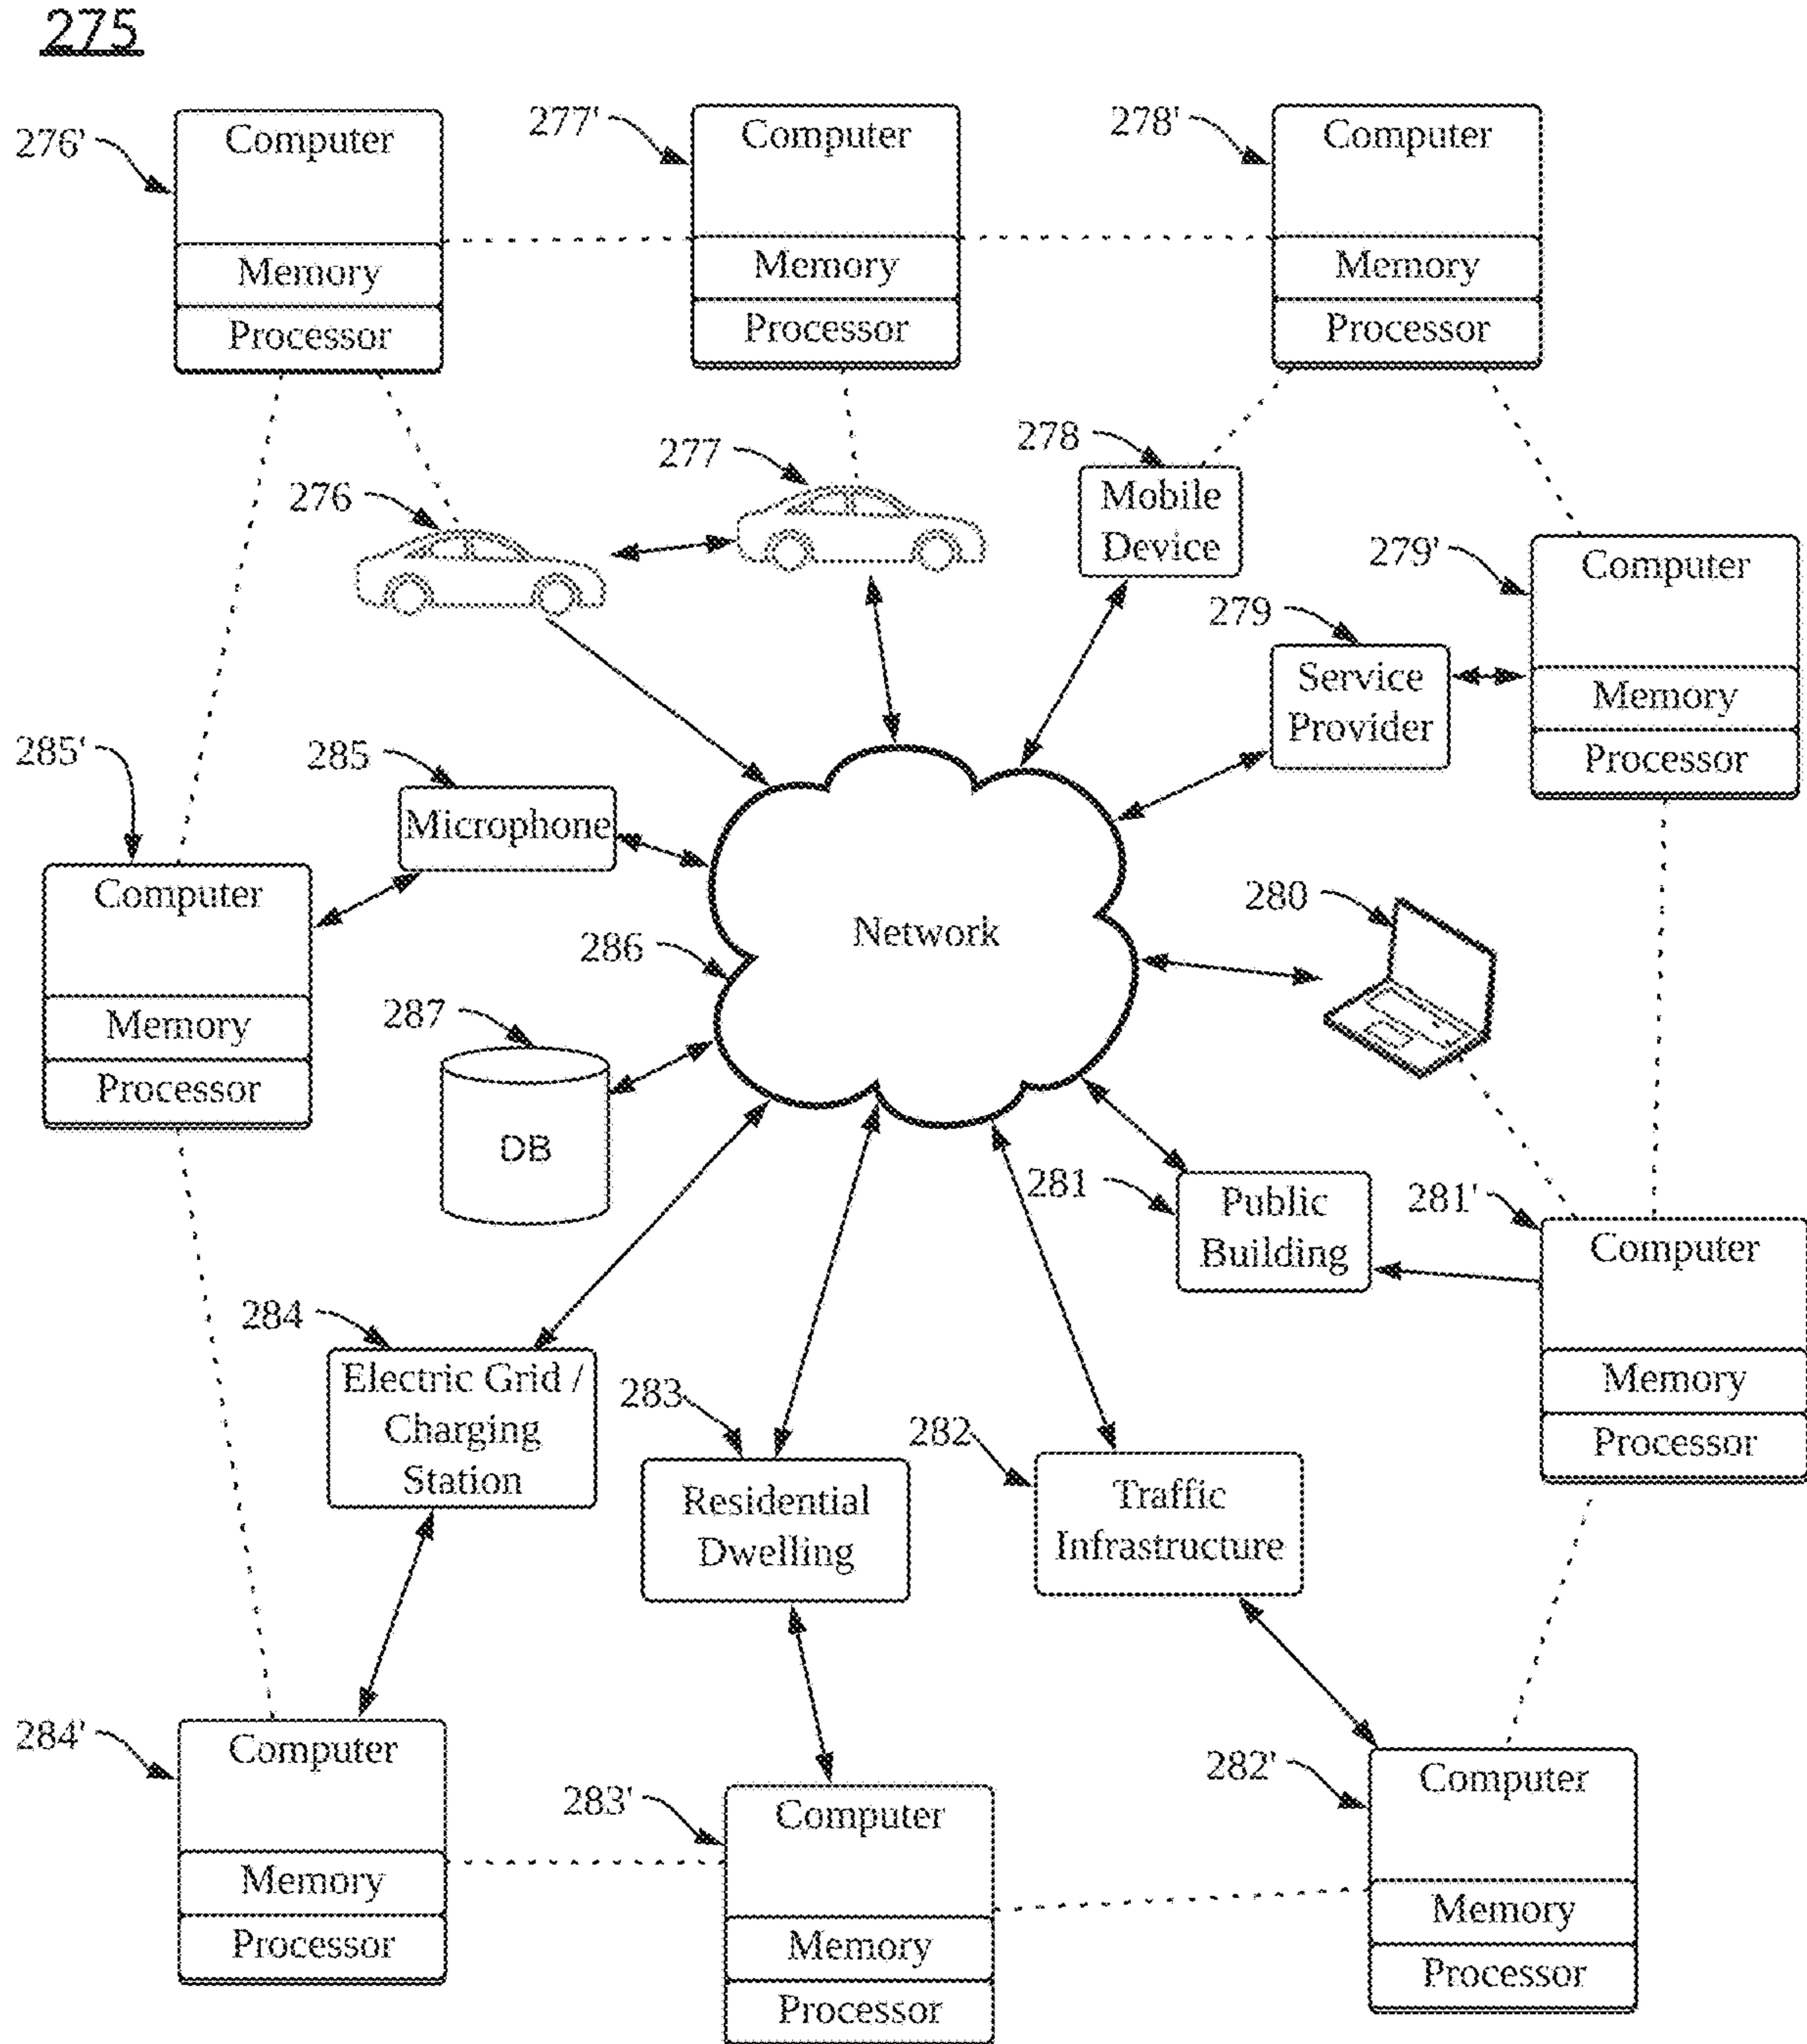 275
276'
Computer
Memory
Processor
277'
Computer
Memory
Processor
278'
Computer
Memory
Processor
276
277
278
Mobile
Device
279'
Computer
Memory
Processor
279
Service
Provider
285'
Computer
Memory
Processor
285
Microphone
286
Network
280
287
DB
281
Public
Building
281'
Computer
Memory
Processor
284
Electric Grid /
Charging
Station
283
Residential
Dwelling
282
Traffic
Infrastructure
284'
Computer
Memory
Processor
283'
Computer
Memory
Processor
282'
Computer
Memory
Processor